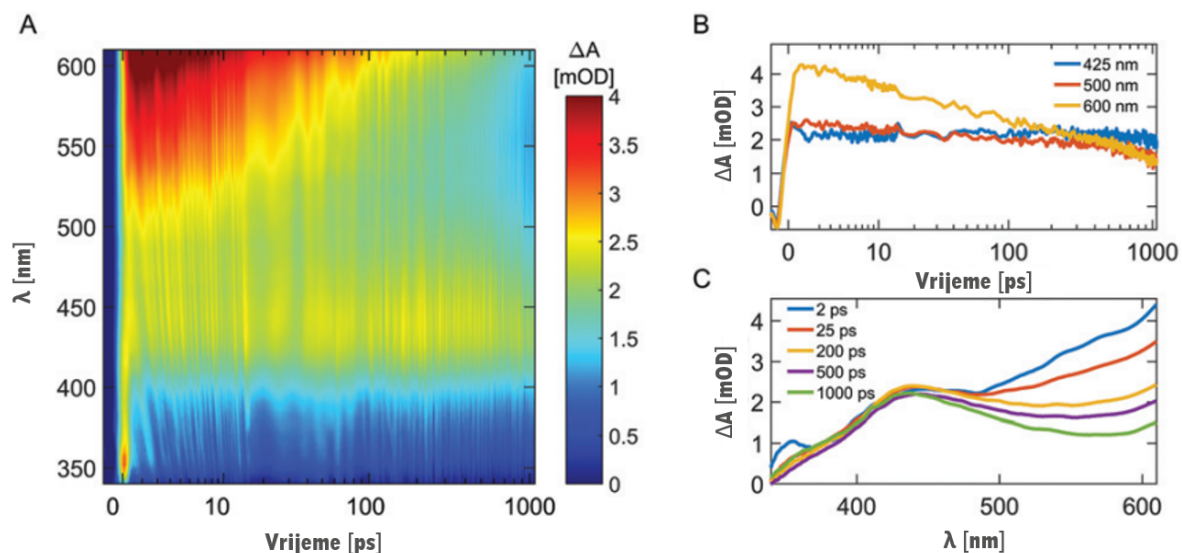 A
λ [nm]
600
550
500
450
400
350
0
10
100
1000
Vrijeme [ps]
ΔA
[mOD]
4
3.5
3
2.5
2
1.5
1
0.5
0
B
ΔA [mOD]
4
3
2
1
0
425 nm
500 nm
600 nm
0
10
100
1000
Vrijeme [ps]
C
ΔA [mOD]
4
3
2
1
0
2 ps
25 ps
200 ps
500 ps
1000 ps
400
500
600
λ [nm]